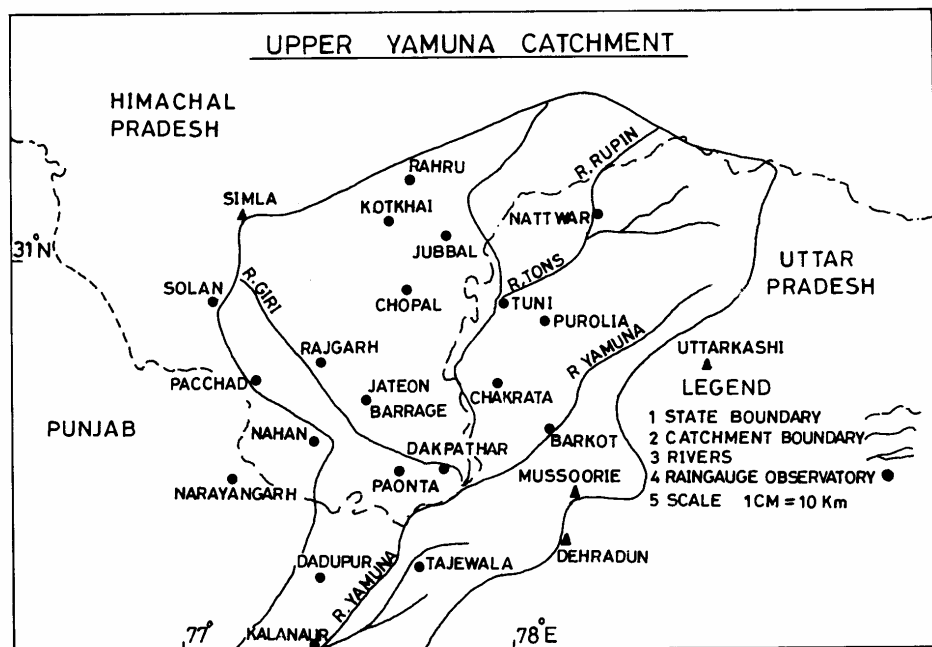 UPPER YAMUNA CATCHMENT
HIMACHAL
PRADESH
R. RUPIN
RAHRU
SIMLA
KOTKHAI
NATTWAR
31°N
JUBBAL
UTTAR
PRADESH
R. GIRI
R. TONS
SOLAN
CHOPAL
TUNI
PUROLIA
R YAMUNA
RAJGARH
UTTARKASHI
PACCHAD
JATEON
BARRAGE
CHAKRATA
LEGEND
1 STATE BOUNDARY
2 CATCHMENT BOUNDARY
3 RIVERS
4 RAINGAUGE OBSERVATORY
5 SCALE 1CM = 10 Km
PUNJAB
NAHAN
DAKPATHAR
BARKOT
NARAYANGARH
PAONTA
MUSSOORIE
DADUPUR
R. YAMUNA
TAJEWALA
DEHRADUN
KALANAUR
77°
78°E